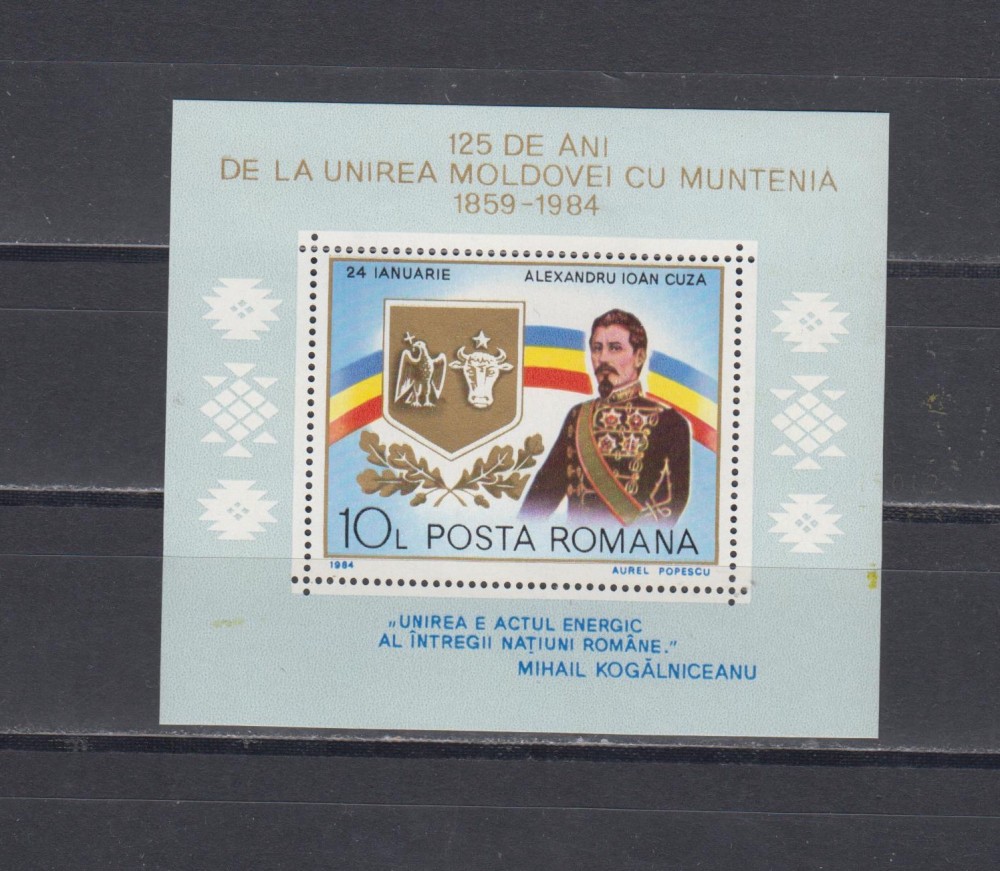 125 DE ANI
DE LA UNIREA MOLDOVEI CU MUNTENIA
1859-1984
24 IANUARIE ALEXANDRU IOAN CUZA
10L POSTA ROMANA
1984 AUREL POPESCU
„UNIREA E ACTUL ENERGIC
AL ÎNTREGII NAȚIUNI ROMÂNE.”
MIHAIL KOGĂLNICEANU